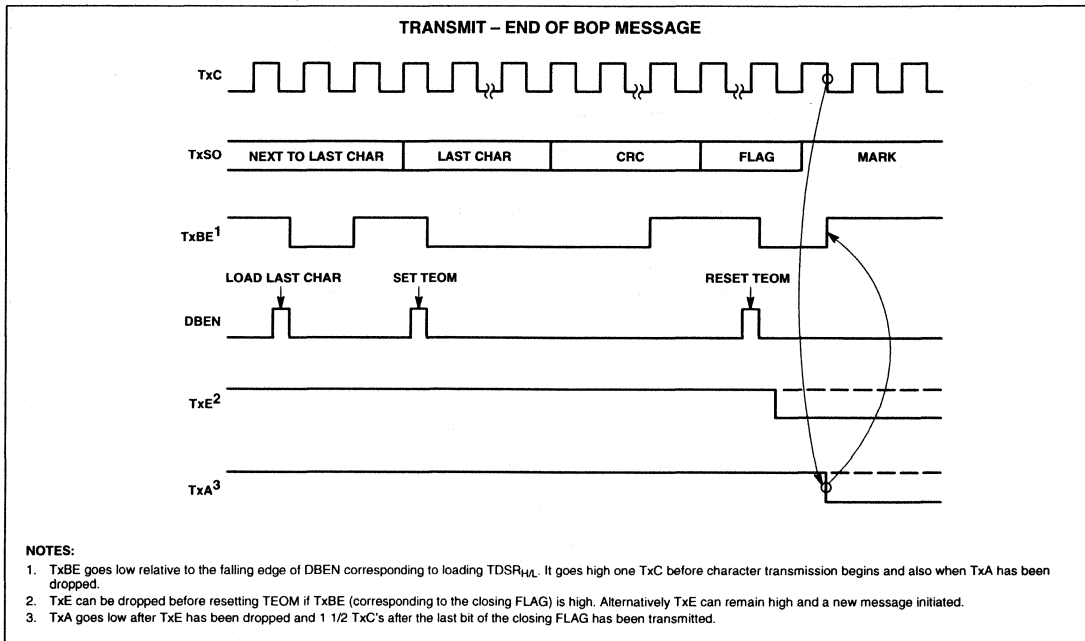 TRANSMIT – END OF BOP MESSAGE
TxC
TxSO
NEXT TO LAST CHAR
LAST CHAR
CRC
FLAG
MARK
TxBE1
LOAD LAST CHAR
SET TEOM
RESET TEOM
DBEN
TxE2
TxA3
NOTES:
1. TxBE goes low relative to the falling edge of DBEN corresponding to loading TDSRH/L. It goes high one TxC before character transmission begins and also when TxA has been
dropped.
2. TxE can be dropped before resetting TEOM if TxBE (corresponding to the closing FLAG) is high. Alternatively TxE can remain high and a new message initiated.
3. TxA goes low after TxE has been dropped and 1 1/2 TxC's after the last bit of the closing FLAG has been transmitted.